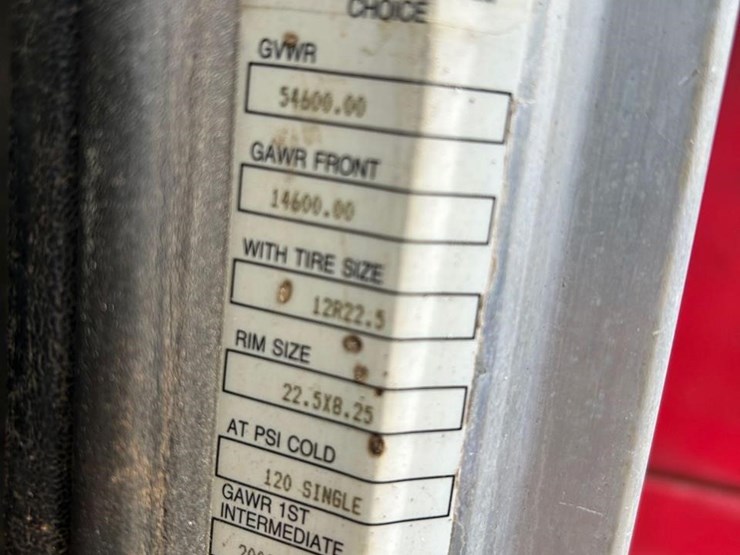 CHOICE
GVWR
54600.00
GAWR FRONT
14600.00
WITH TIRE SIZE
12R22.5
RIM SIZE
22.5X8.25
AT PSI COLD
120 SINGLE
GAWR 1ST
INTERMEDIATE